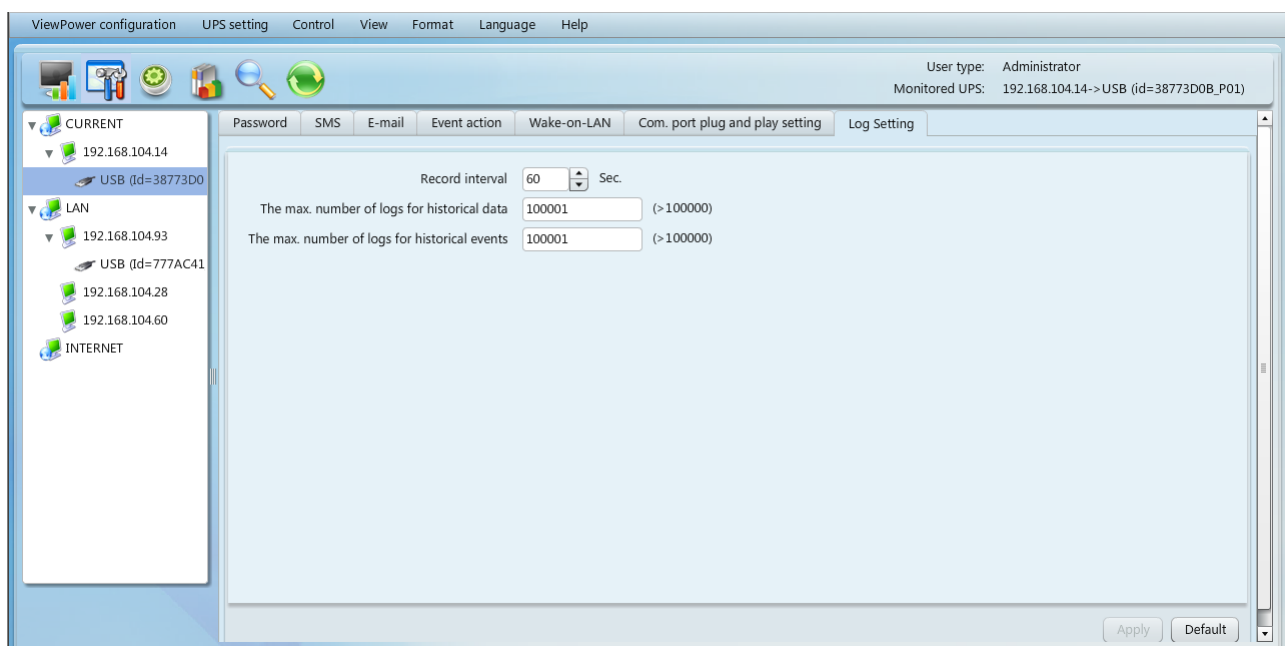 ViewPower configuration UPS setting Control View Format Language Help
User type: Administrator
Monitored UPS: 192.168.104.14->USB (id=38773D0B_P01)
CURRENT
192.168.104.14
USB (Id=38773D0
LAN
192.168.104.93
USB (Id=777AC41
192.168.104.28
192.168.104.60
INTERNET
Password SMS E-mail Event action Wake-on-LAN Com. port plug and play setting Log Setting
Record interval 60 Sec.
The max. number of logs for historical data 100001 (>100000)
The max. number of logs for historical events 100001 (>100000)
Apply Default